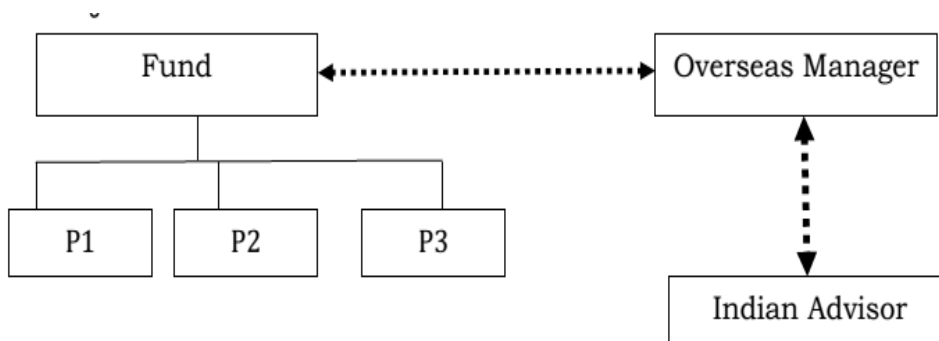 Fund
Overseas Manager
P1
P2
P3
Indian Advisor